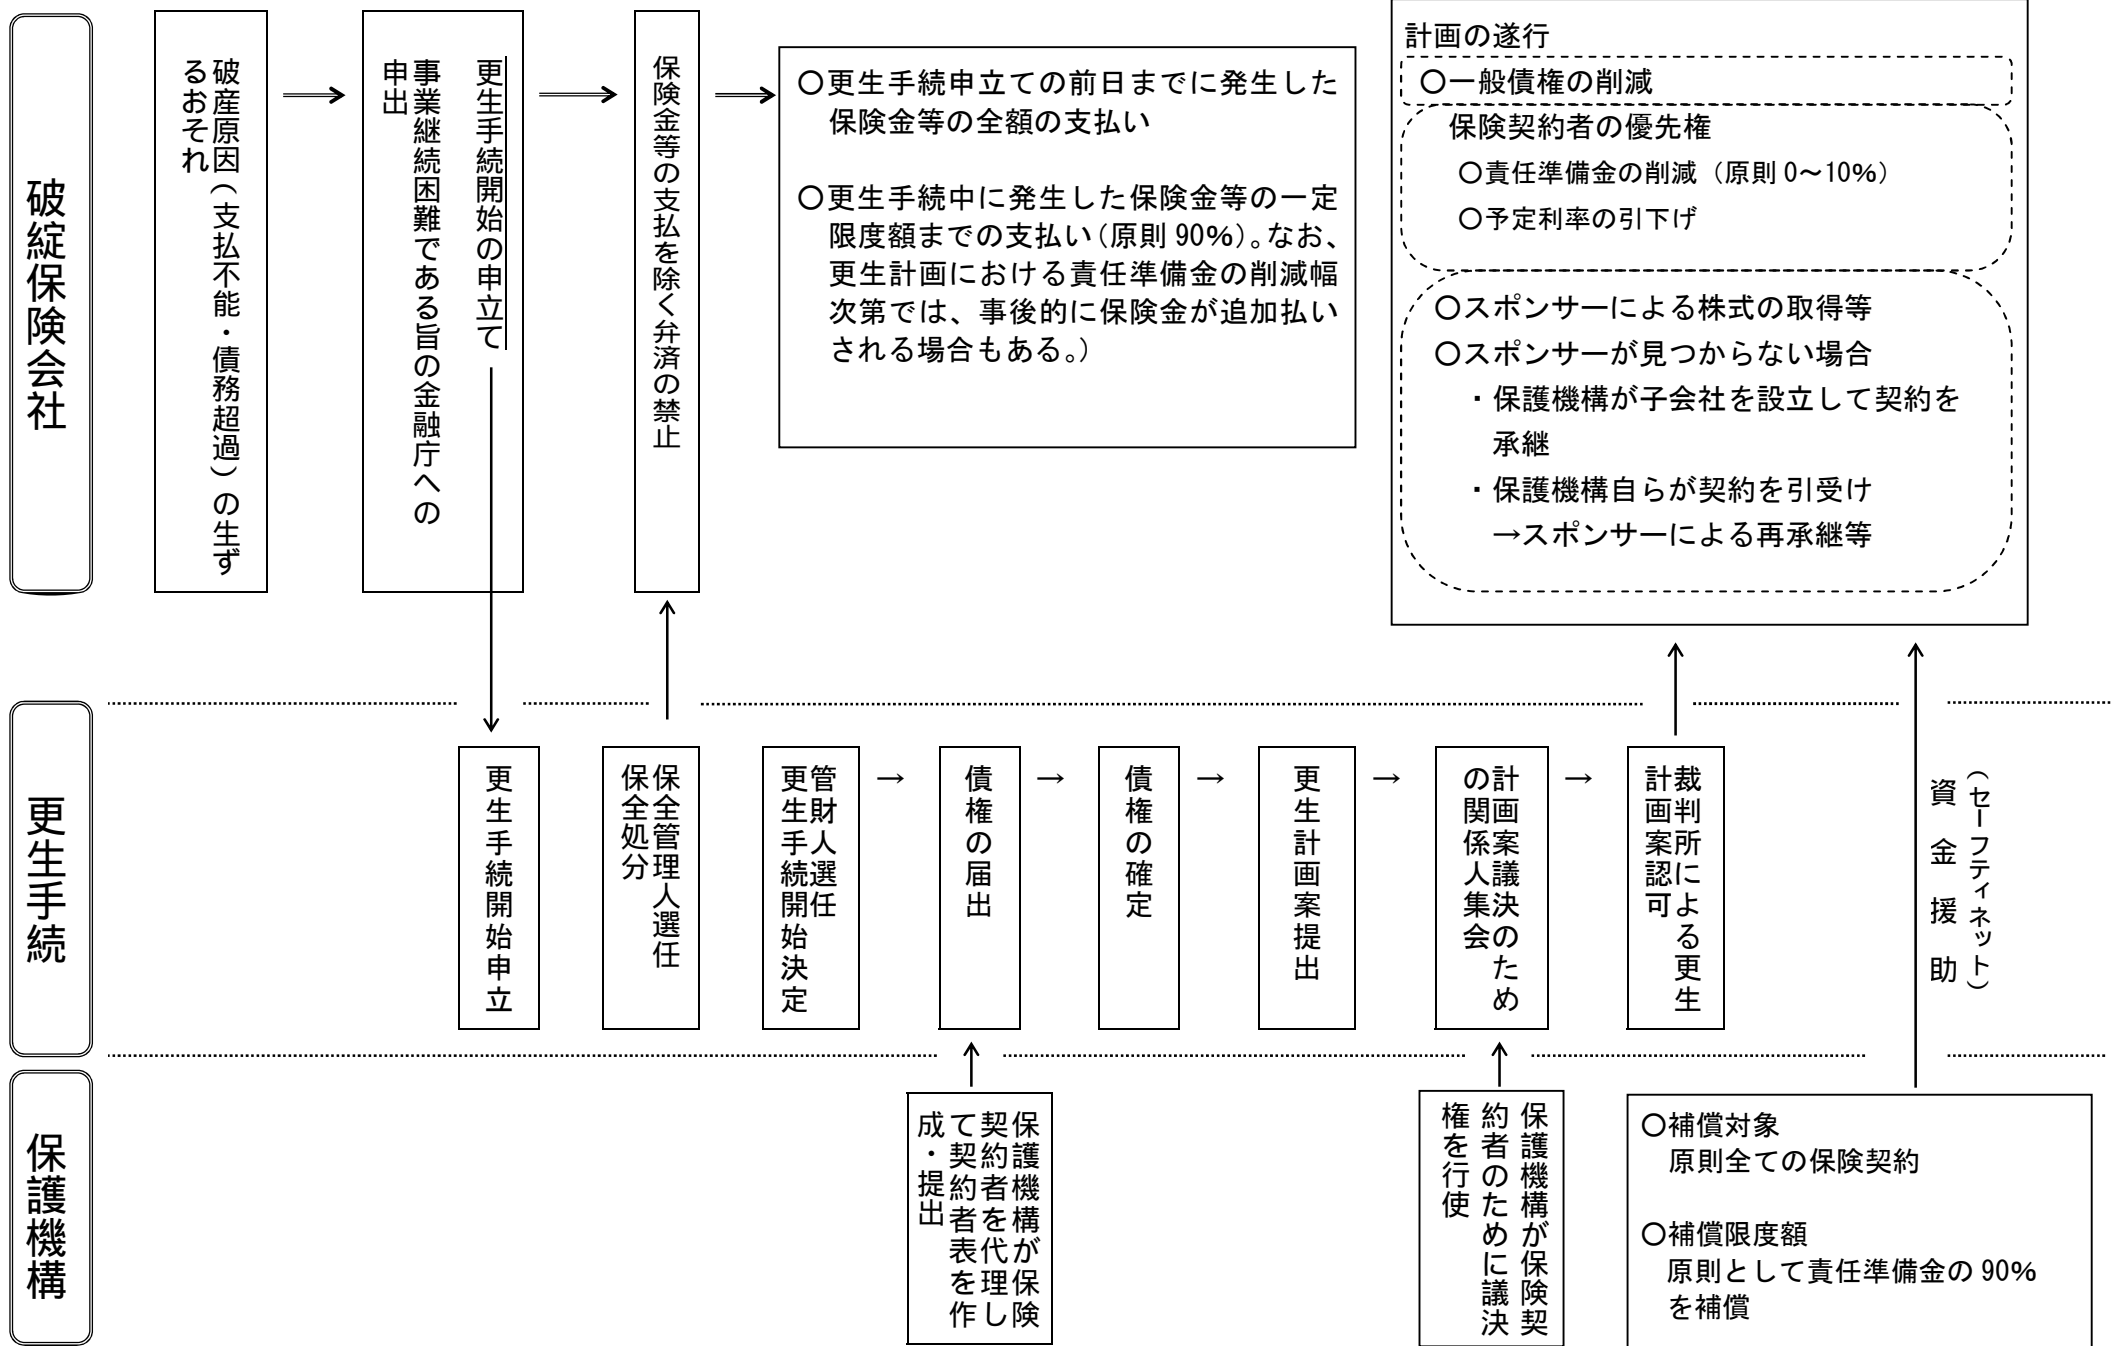 破綻保険会社
破産原因（支払不能・債務超過）の生ず
るおそれ
更生手続開始の申立て
事業継続困難である旨の金融庁への
申出
保険金等の支払を除く弁済の禁止
〇更生手続申立ての前日までに発生した
保険金等の全額の支払い
〇更生手続中に発生した保険金等の一定
限度額までの支払い（原則 90%）。なお、
更生計画における責任準備金の削減幅
次第では、事後的に保険金が追加払い
される場合もある。）
計画の遂行
〇一般債権の削減
保険契約者の優先権
〇責任準備金の削減（原則 0～10%）
〇予定利率の引下げ
〇スポンサーによる株式の取得等
〇スポンサーが見つからない場合
・保護機構が子会社を設立して契約を
承継
・保護機構自らが契約を引受け
→スポンサーによる再承継等
更生手続
更生手続開始申立
保全管理人選任
保全処分
管財人選任
更生手続開始決定
→
債権の届出
→
債権の確定
→
更生計画案提出
→
計画案議決のため
の関係人集会
→
裁判所による更生
計画案認可
（セーフティネット）
資金援助
保護機構
保護機構が保険
契約者を代理し
て契約者表を作
成・提出
保護機構が保険契
約者のために議決
権を行使
〇補償対象
原則全ての保険契約
〇補償限度額
原則として責任準備金の 90%
を補償